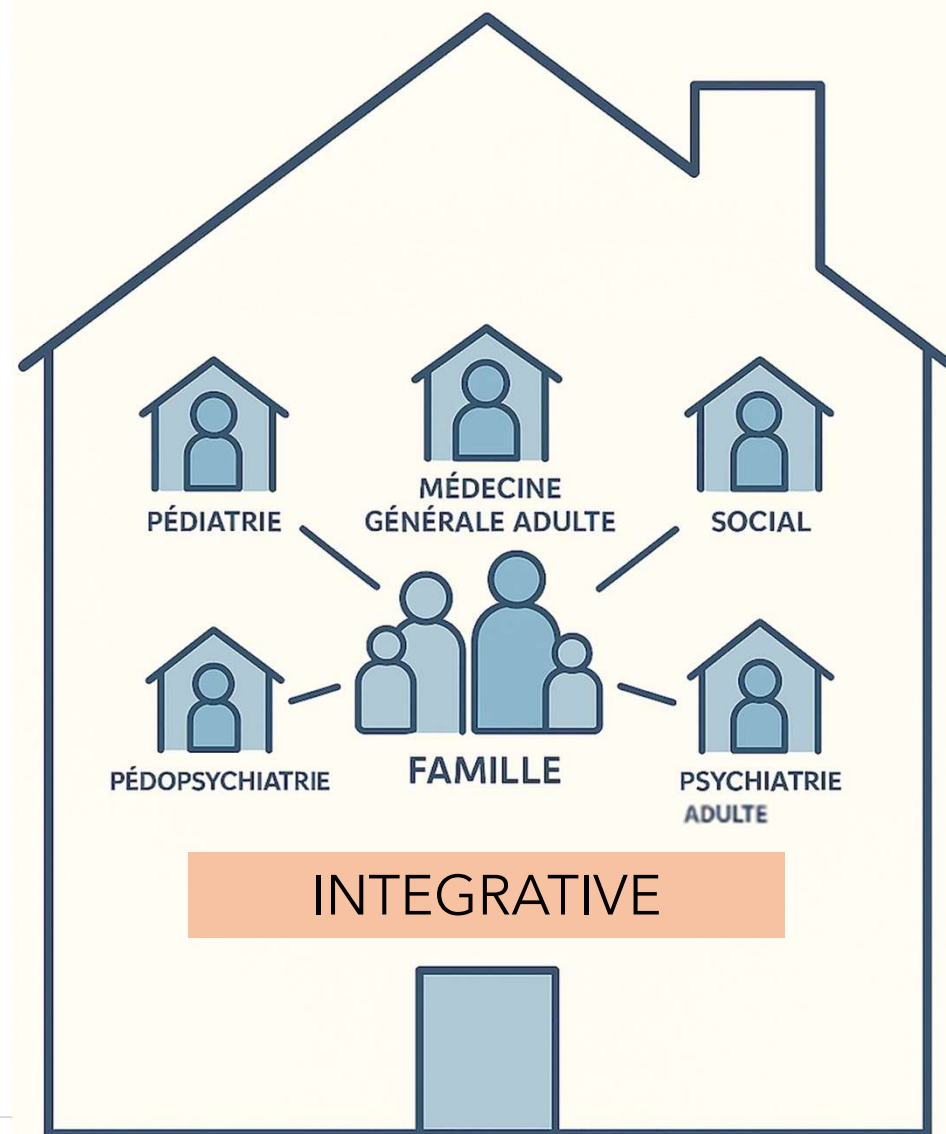 MÉDECINE
GÉNÉRALE ADULTE
PÉDIATRIE
SOCIAL
PÉDOPSYCHIATRIE
FAMILLE
PSYCHIATRIE
ADULTE
INTEGRATIVE